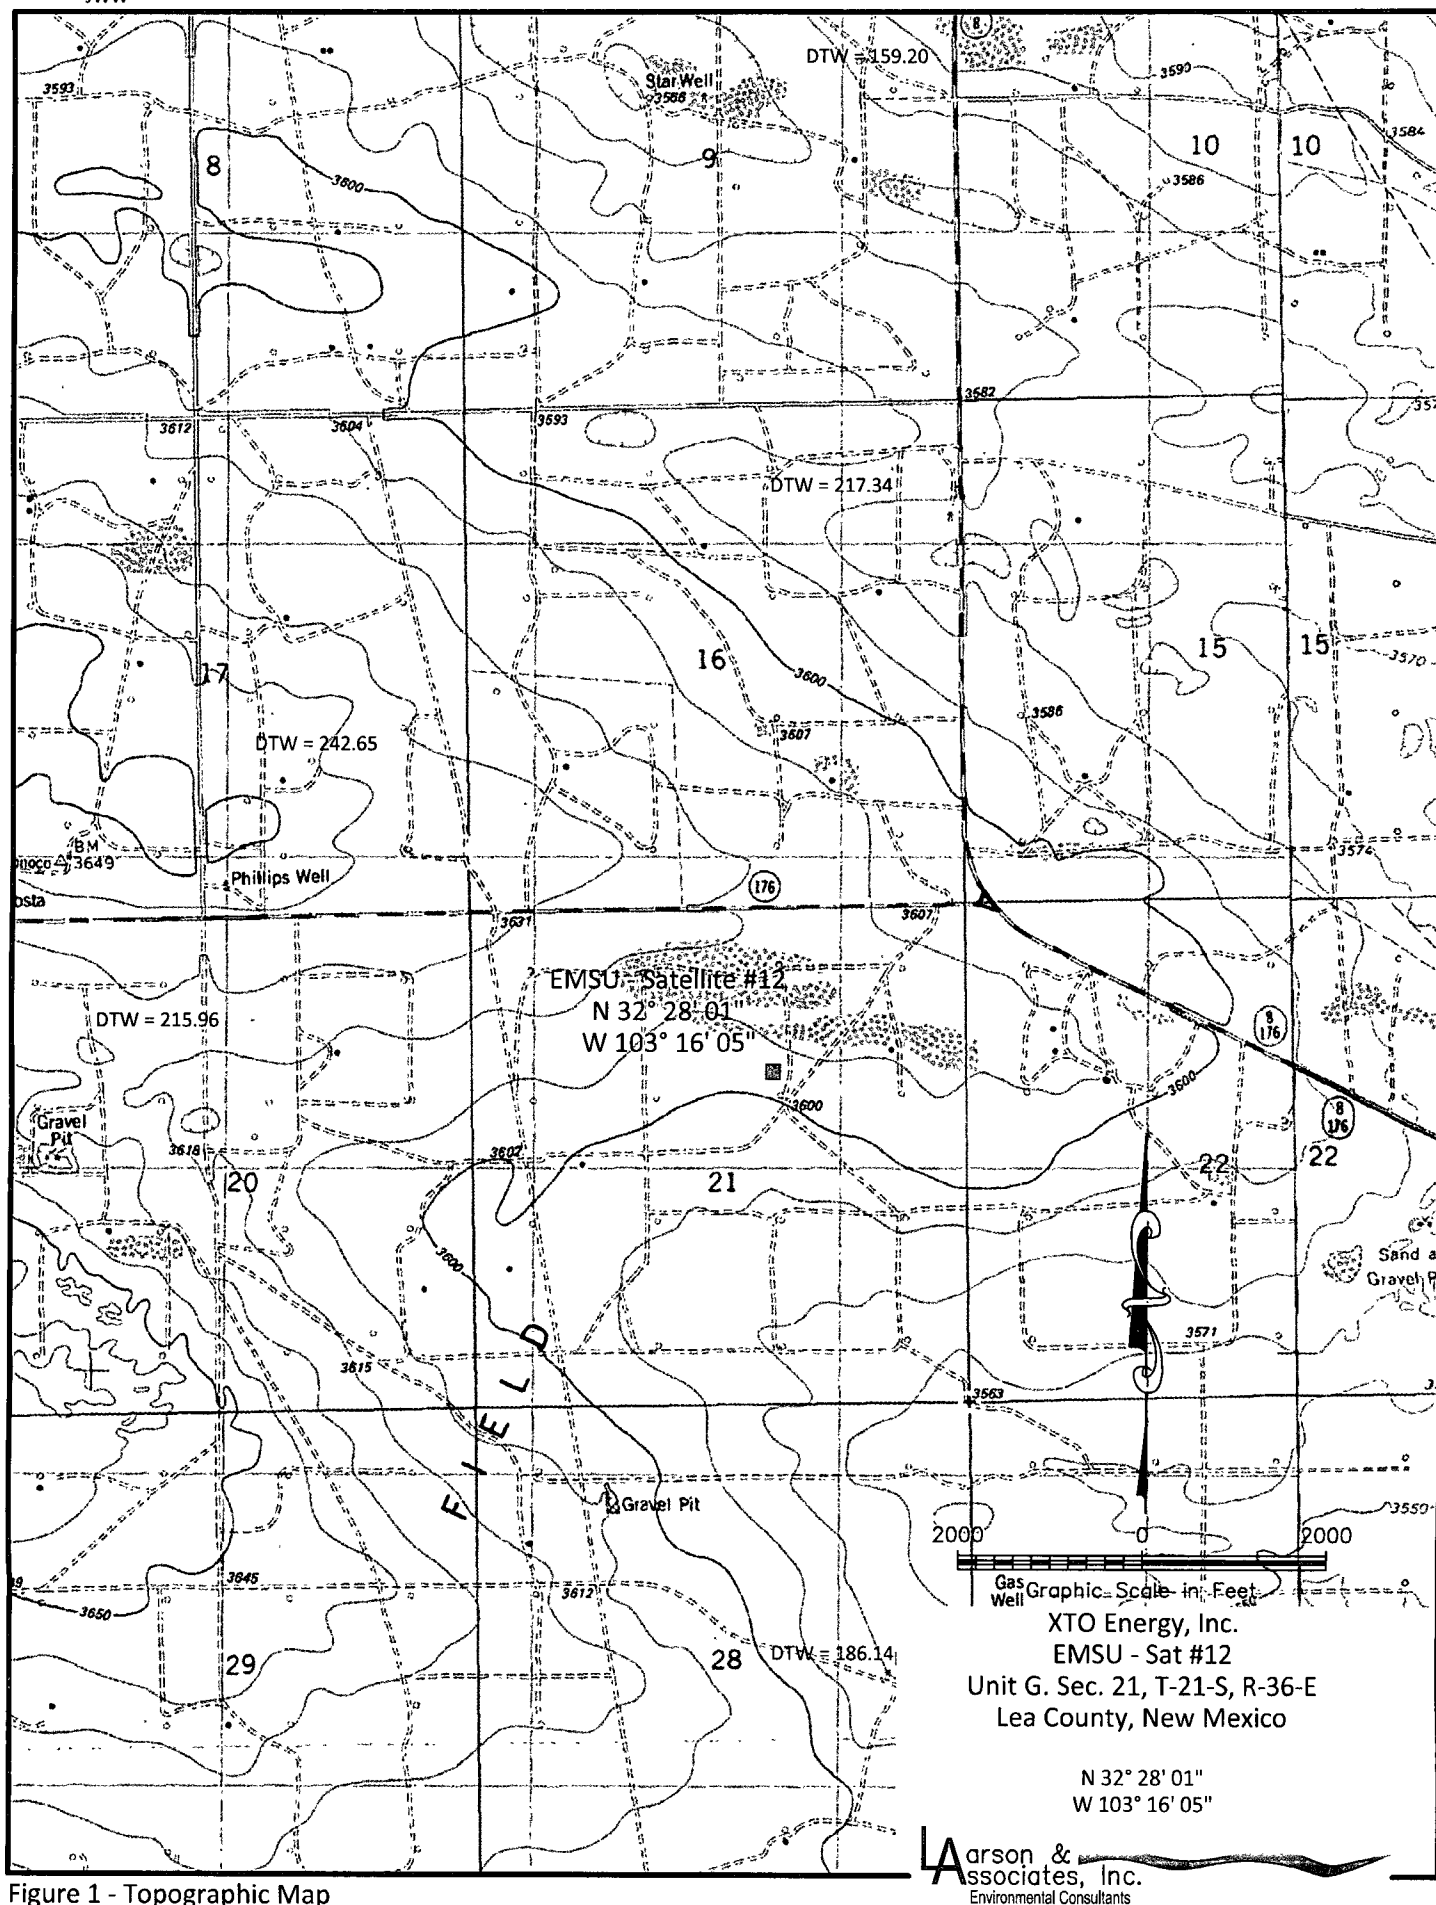 8
DTW = 159.20
Star Well
3566
3593
3590
3584
8
9
10
10
3600
3586
3582
3612
3604
3593
DTW = 217.34
17
16
15
15
3570
3600
3586
3607
DTW = 242.65
BM
3649
3574
Phillips Well
176
osta
3631
3607
A
EMSU - Satellite #12
N 32° 28' 01"
W 103° 16' 05"
DTW = 215.96
8
176
3600
3600
8
176
Gravel
Pit
3618
3602
20
21
22
22
3600
Sand a
Gravel P
3571
3615
FIELD
3563
Gravel Pit
3550
2000 0 2000
Gas
Well
Graphic Scale in Feet
3645
3612
3650
29
28
DTW = 186.14
XTO Energy, Inc.
EMSU - Sat #12
Unit G. Sec. 21, T-21-S, R-36-E
Lea County, New Mexico
N 32° 28' 01"
W 103° 16' 05"
Larson &
Associates, Inc.
Environmental Consultants
Figure 1 - Topographic Map